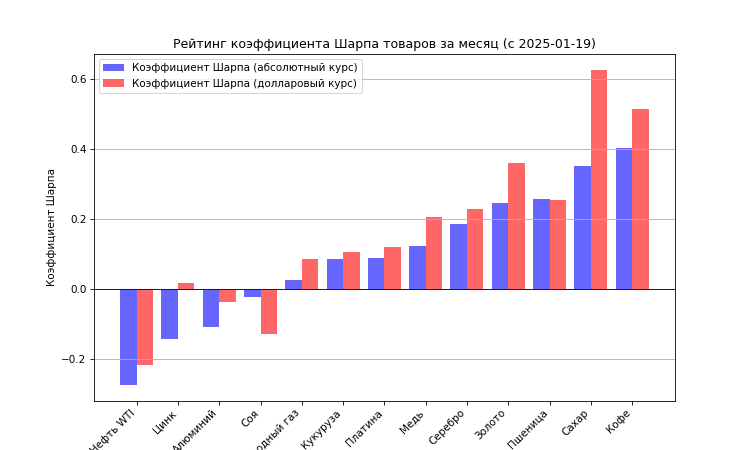 Рейтинг коэффициента Шарпа товаров за месяц (с 2025-01-19)
Коэффициент Шарпа (абсолютный курс)
Коэффициент Шарпа (долларовый курс)
Коэффициент Шарпа
0.6
0.4
0.2
0.0
−0.2
Нефть WTI
Цинк
Алюминий
Соя
одный газ
Кукуруза
Платина
Медь
Серебро
Золото
Пшеница
Сахар
Кофе